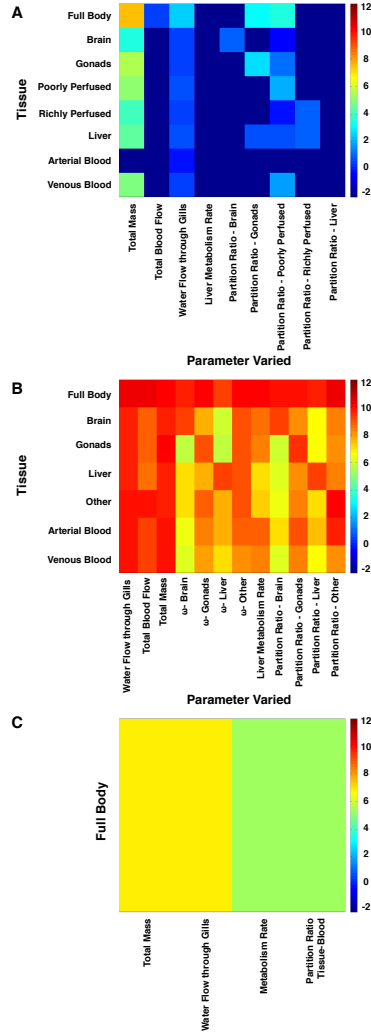 A
Tissue
Full Body
Brain
Gonads
Poorly Perfused
Richly Perfused
Liver
Arterial Blood
Venous Blood
12
10
8
6
4
2
0
-2
Total Mass
Total Blood Flow
Water Flow through Gills
Liver Metabolism Rate
Partition Ratio - Brain
Partition Ratio - Gonads
Partition Ratio - Poorly Perfused
Partition Ratio - Richly Perfused
Partition Ratio - Liver
Parameter Varied
B
Tissue
Full Body
Brain
Gonads
Liver
Other
Arterial Blood
Venous Blood
12
10
8
6
4
2
0
-2
Water Flow through Gills
Total Blood Flow
Total Mass
ω- Brain
ω- Gonads
ω- Liver
ω- Other
Liver Metabolism Rate
Partition Ratio - Brain
Partition Ratio - Gonads
Partition Ratio - Liver
Partition Ratio - Other
Parameter Varied
C
Full Body
12
10
8
6
4
2
0
-2
Total Mass
Water Flow through Gills
Metabolism Rate
Partition Ratio
Tissue-Blood